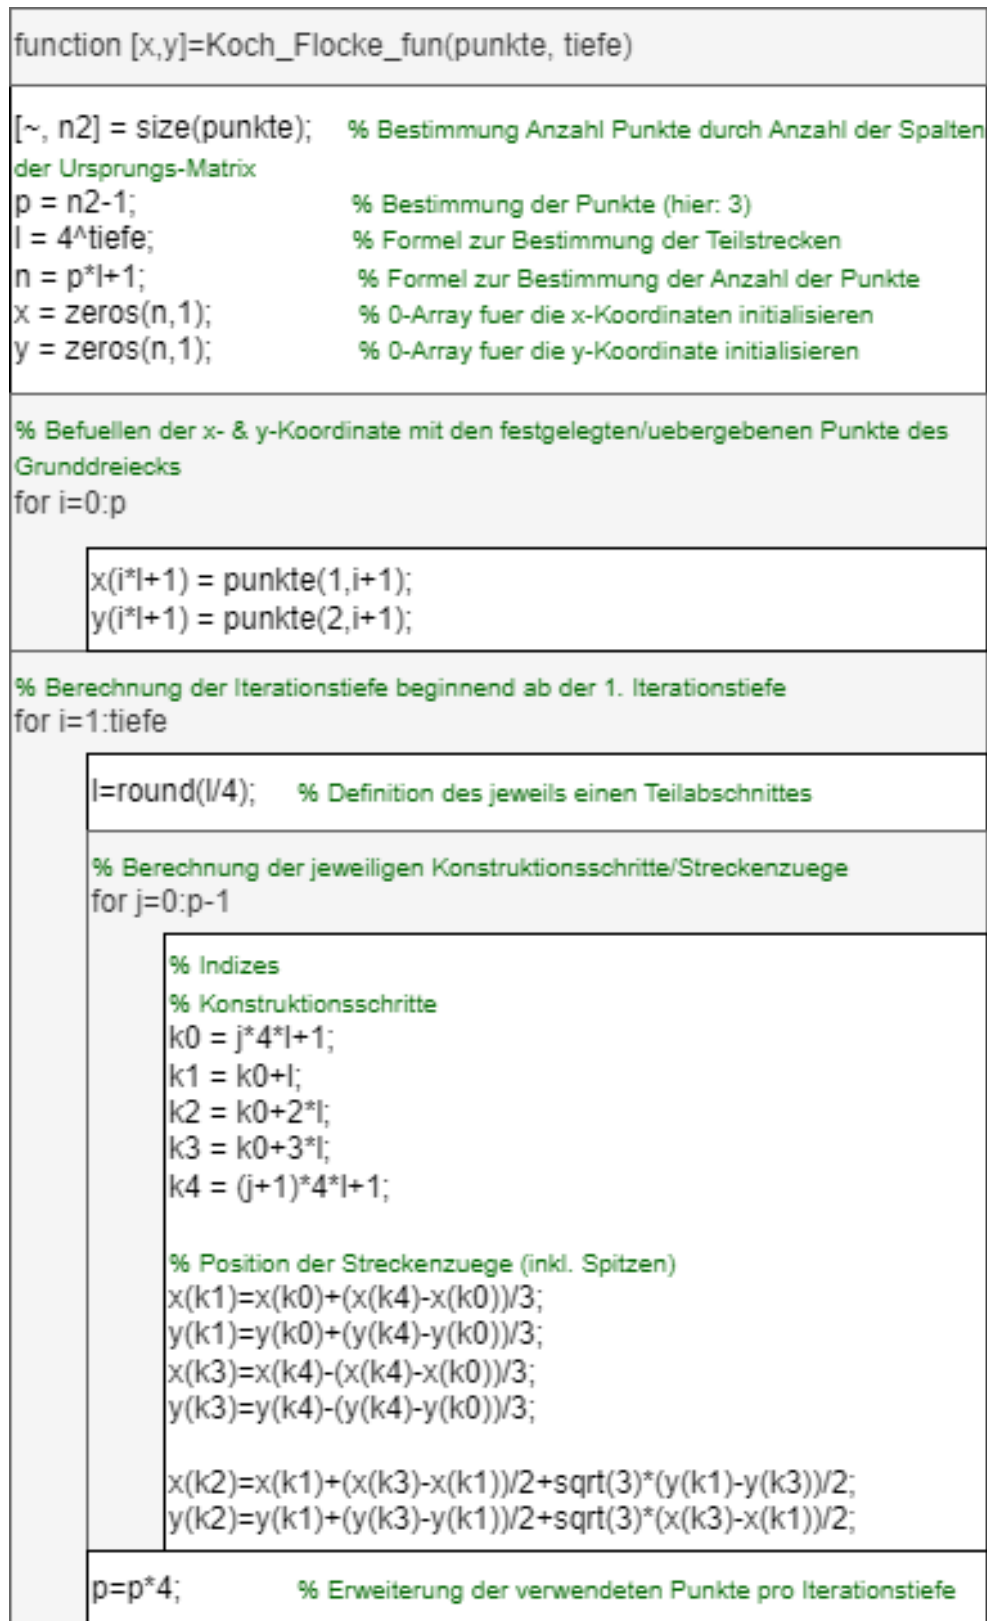 function [x,y]=Koch_Flocke_fun(punkte, tiefe)
[~, n2] = size(punkte); % Bestimmung Anzahl Punkte durch Anzahl der Spalten
der Ursprungs-Matrix
p = n2-1; % Bestimmung der Punkte (hier: 3)
l = 4^tiefe; % Formel zur Bestimmung der Teilstrecken
n = p*l+1; % Formel zur Bestimmung der Anzahl der Punkte
x = zeros(n,1); % 0-Array fuer die x-Koordinaten initialisieren
y = zeros(n,1); % 0-Array fuer die y-Koordinate initialisieren
% Befuellen der x- & y-Koordinate mit den festgelegten/uebergebenen Punkte des
Grunddreiecks
for i=0:p
x(i*l+1) = punkte(1,i+1);
y(i*l+1) = punkte(2,i+1);
% Berechnung der Iterationstiefe beginnend ab der 1. Iterationstiefe
for i=1:tiefe
l=round(l/4); % Definition des jeweils einen Teilabschnittes
% Berechnung der jeweiligen Konstruktionsschritte/Streckenzuege
for j=0:p-1
% Indizes
% Konstruktionsschritte
k0 = j*4*l+1;
k1 = k0+l;
k2 = k0+2*l;
k3 = k0+3*l;
k4 = (j+1)*4*l+1;
% Position der Streckenzuege (inkl. Spitzen)
x(k1)=x(k0)+(x(k4)-x(k0))/3;
y(k1)=y(k0)+(y(k4)-y(k0))/3;
x(k3)=x(k4)-(x(k4)-x(k0))/3;
y(k3)=y(k4)-(y(k4)-y(k0))/3;
x(k2)=x(k1)+(x(k3)-x(k1))/2+sqrt(3)*(y(k1)-y(k3))/2;
y(k2)=y(k1)+(y(k3)-y(k1))/2+sqrt(3)*(x(k3)-x(k1))/2;
p=p*4; % Erweiterung der verwendeten Punkte pro Iterationstiefe